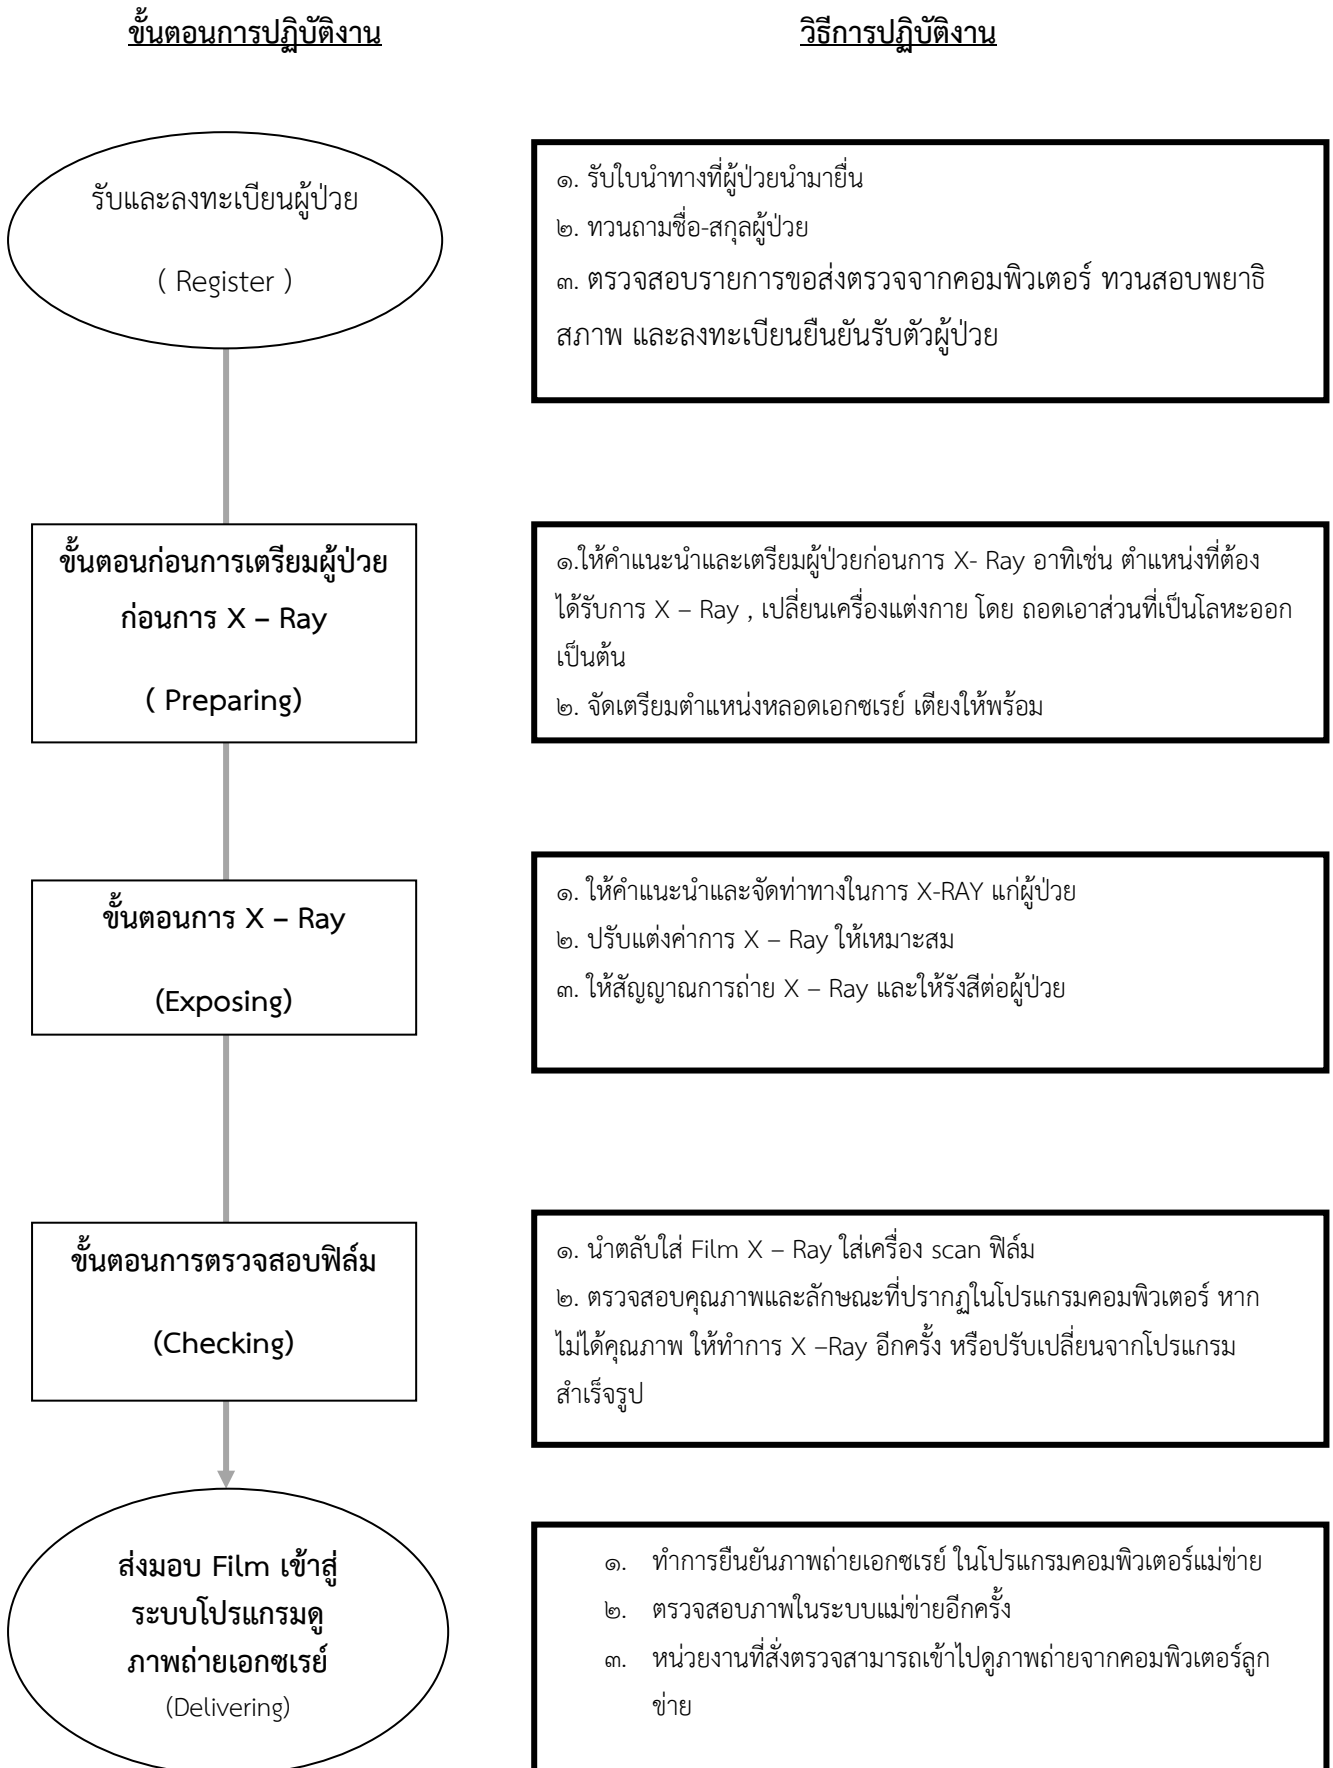 ขั้นตอนการปฏิบัติงาน
วิธีการปฏิบัติงาน
รับและลงทะเบียนผู้ป่วย
( Register )
๑. รับใบนำทางที่ผู้ป่วยนำมายื่น
๒. ทวนถามชื่อ-สกุลผู้ป่วย
๓. ตรวจสอบรายการขอส่งตรวจจากคอมพิวเตอร์ ทวนสอบพยาธิ
สภาพ และลงทะเบียนยืนยันรับตัวผู้ป่วย
ขั้นตอนก่อนการเตรียมผู้ป่วย
ก่อนการ X – Ray
( Preparing)
๑.ให้คำแนะนำและเตรียมผู้ป่วยก่อนการ X- Ray อาทิเช่น ตำแหน่งที่ต้อง
ได้รับการ X – Ray , เปลี่ยนเครื่องแต่งกาย โดย ถอดเอาส่วนที่เป็นโลหะออก
เป็นต้น
๒. จัดเตรียมตำแหน่งหลอดเอกซเรย์ เตียงให้พร้อม
ขั้นตอนการ X – Ray
(Exposing)
๑. ให้คำแนะนำและจัดท่าทางในการ X-RAY แก่ผู้ป่วย
๒. ปรับแต่งค่าการ X – Ray ให้เหมาะสม
๓. ให้สัญญาณการถ่าย X – Ray และให้รังสีต่อผู้ป่วย
ขั้นตอนการตรวจสอบฟิล์ม
(Checking)
๑. นำตลับใส่ Film X – Ray ใส่เครื่อง scan ฟิล์ม
๒. ตรวจสอบคุณภาพและลักษณะที่ปรากฏในโปรแกรมคอมพิวเตอร์ หาก
ไม่ได้คุณภาพ ให้ทำการ X –Ray อีกครั้ง หรือปรับเปลี่ยนจากโปรแกรม
สำเร็จรูป
ส่งมอบ Film เข้าสู่
ระบบโปรแกรมดู
ภาพถ่ายเอกซเรย์
(Delivering)
๑. ทำการยืนยันภาพถ่ายเอกซเรย์ ในโปรแกรมคอมพิวเตอร์แม่ข่าย
๒. ตรวจสอบภาพในระบบแม่ข่ายอีกครั้ง
๓. หน่วยงานที่สั่งตรวจสามารถเข้าไปดูภาพถ่ายจากคอมพิวเตอร์ลูก
ข่าย